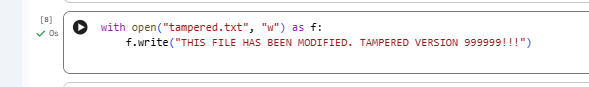 [8]
0s
with open("tampered.txt", "w") as f:
    f.write("THIS FILE HAS BEEN MODIFIED. TAMPERED VERSION 999999!!!")